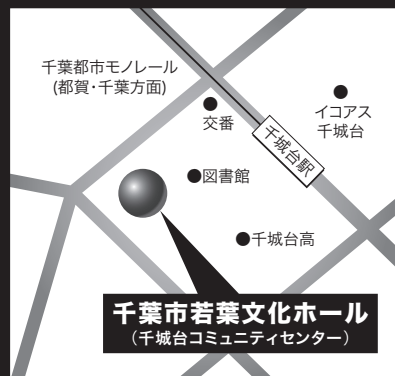 千葉都市モノレール
(都賀・千葉方面)
交番
イコアス
千城台
千城台駅
●図書館
●千城台高
千葉市若葉文化ホール
（千城台コミュニティセンター）